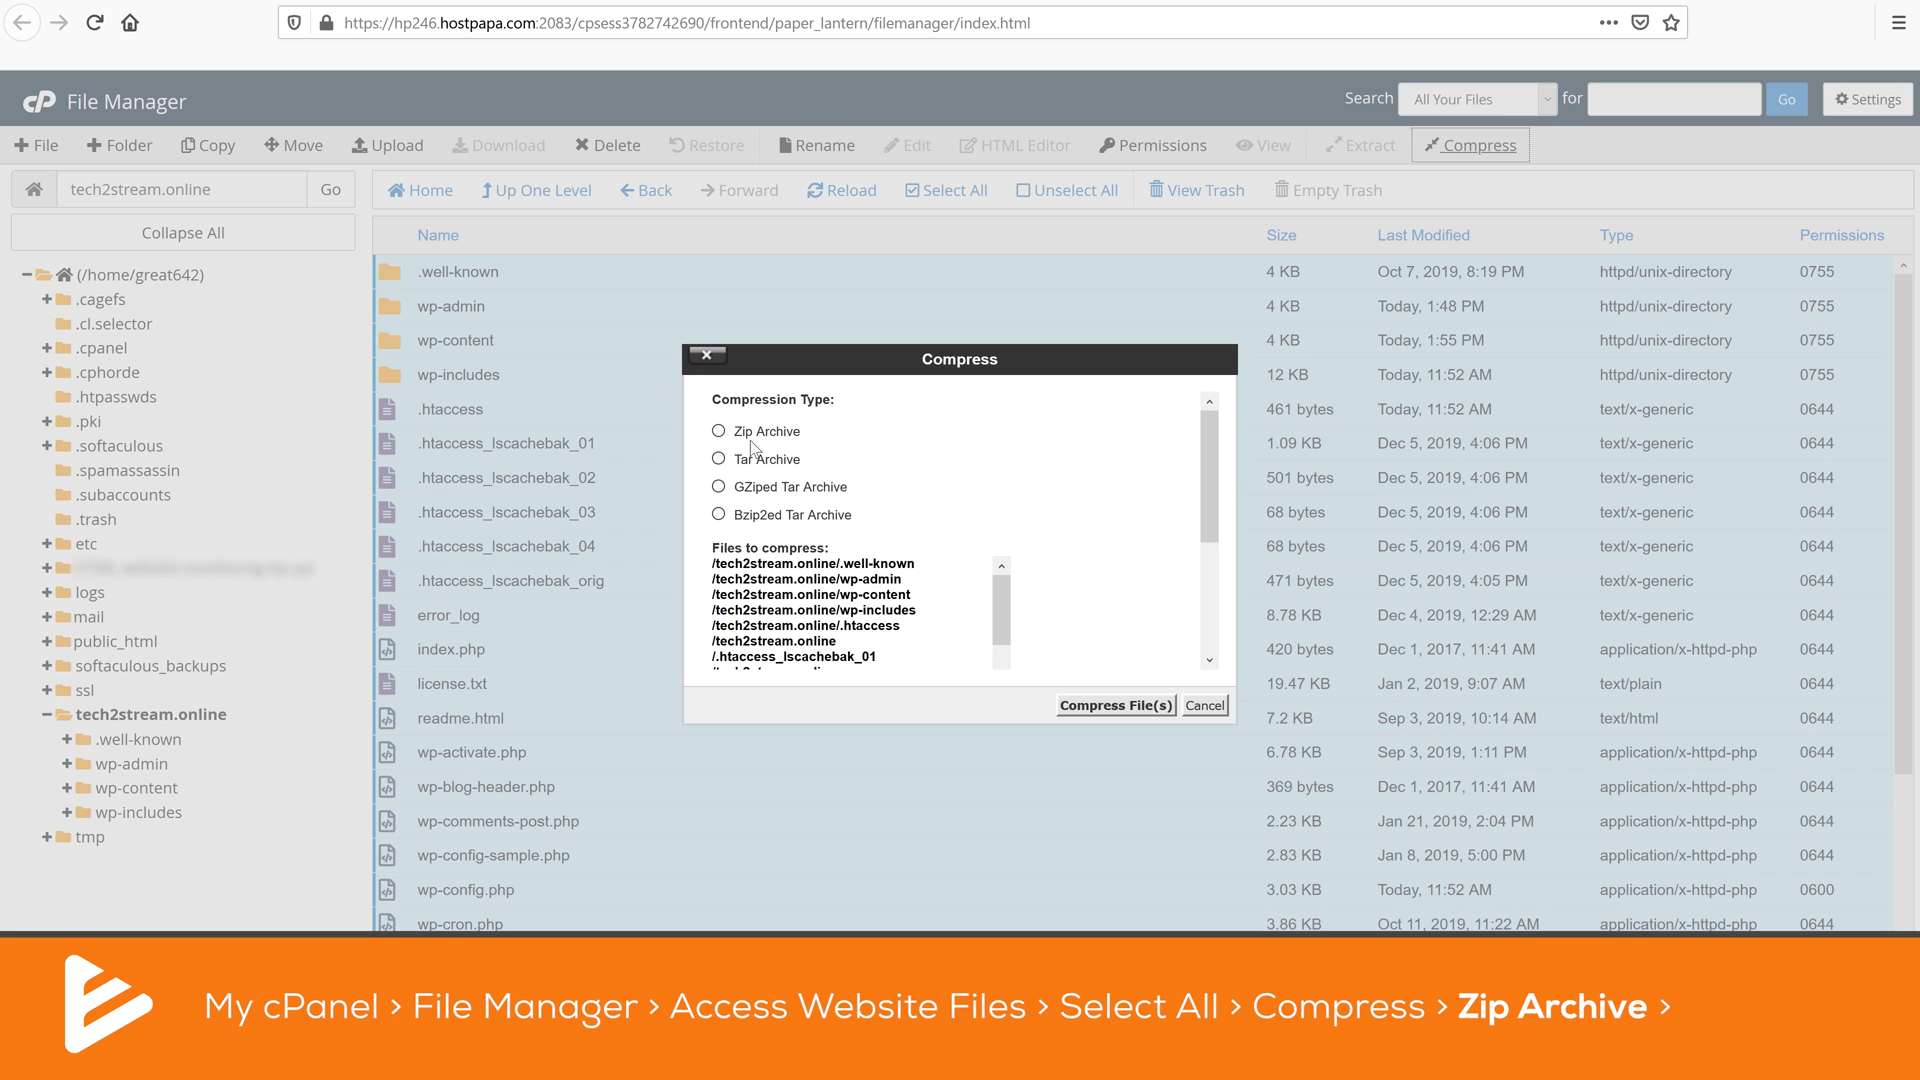 https://hp246.hostpapa.com:2083/cpsess3782742690/frontend/paper_lantern/filemanager/index.html
cP File Manager
Search All Your Files for Go Settings
File Folder Copy Move Upload Download Delete Restore Rename Edit HTML Editor Permissions View Extract Compress
tech2stream.online Go
Home Up One Level Back Forward Reload Select All Unselect All View Trash Empty Trash
Collapse All
(/home/great642)
.cagefs
.cl.selector
.cpanel
.cphorde
.htpasswds
.pki
.softaculous
.spamassassin
.subaccounts
.trash
etc
logs
mail
public_html
softaculous_backups
ssl
tech2stream.online
.well-known
wp-admin
wp-content
wp-includes
tmp
Name Size Last Modified Type Permissions
.well-known 4 KB Oct 7, 2019, 8:19 PM httpd/unix-directory 0755
wp-admin 4 KB Today, 1:48 PM httpd/unix-directory 0755
wp-content 4 KB Today, 1:55 PM httpd/unix-directory 0755
wp-includes 12 KB Today, 11:52 AM httpd/unix-directory 0755
.htaccess 461 bytes Today, 11:52 AM text/x-generic 0644
.htaccess_lscachebak_01 1.09 KB Dec 5, 2019, 4:06 PM text/x-generic 0644
.htaccess_lscachebak_02 501 bytes Dec 5, 2019, 4:06 PM text/x-generic 0644
.htaccess_lscachebak_03 68 bytes Dec 5, 2019, 4:06 PM text/x-generic 0644
.htaccess_lscachebak_04 68 bytes Dec 5, 2019, 4:06 PM text/x-generic 0644
.htaccess_lscachebak_orig 471 bytes Dec 5, 2019, 4:05 PM text/x-generic 0644
error_log 8.78 KB Dec 4, 2019, 12:29 AM text/x-generic 0644
index.php 420 bytes Dec 1, 2017, 11:41 AM application/x-httpd-php 0644
license.txt 19.47 KB Jan 2, 2019, 9:07 AM text/plain 0644
readme.html 7.2 KB Sep 3, 2019, 10:14 AM text/html 0644
wp-activate.php 6.78 KB Sep 3, 2019, 1:11 PM application/x-httpd-php 0644
wp-blog-header.php 369 bytes Dec 1, 2017, 11:41 AM application/x-httpd-php 0644
wp-comments-post.php 2.23 KB Jan 21, 2019, 2:04 PM application/x-httpd-php 0644
wp-config-sample.php 2.83 KB Jan 8, 2019, 5:00 PM application/x-httpd-php 0644
wp-config.php 3.03 KB Today, 11:52 AM application/x-httpd-php 0600
wp-cron.php 3.86 KB Oct 11, 2019, 11:22 AM application/x-httpd-php 0644
Compress
Compression Type:
Zip Archive
Tar Archive
GZiped Tar Archive
Bzip2ed Tar Archive
Files to compress:
/tech2stream.online/.well-known
/tech2stream.online/wp-admin
/tech2stream.online/wp-content
/tech2stream.online/wp-includes
/tech2stream.online/.htaccess
/tech2stream.online
/.htaccess_lscachebak_01
Compress File(s) Cancel
My cPanel > File Manager > Access Website Files > Select All > Compress > Zip Archive >